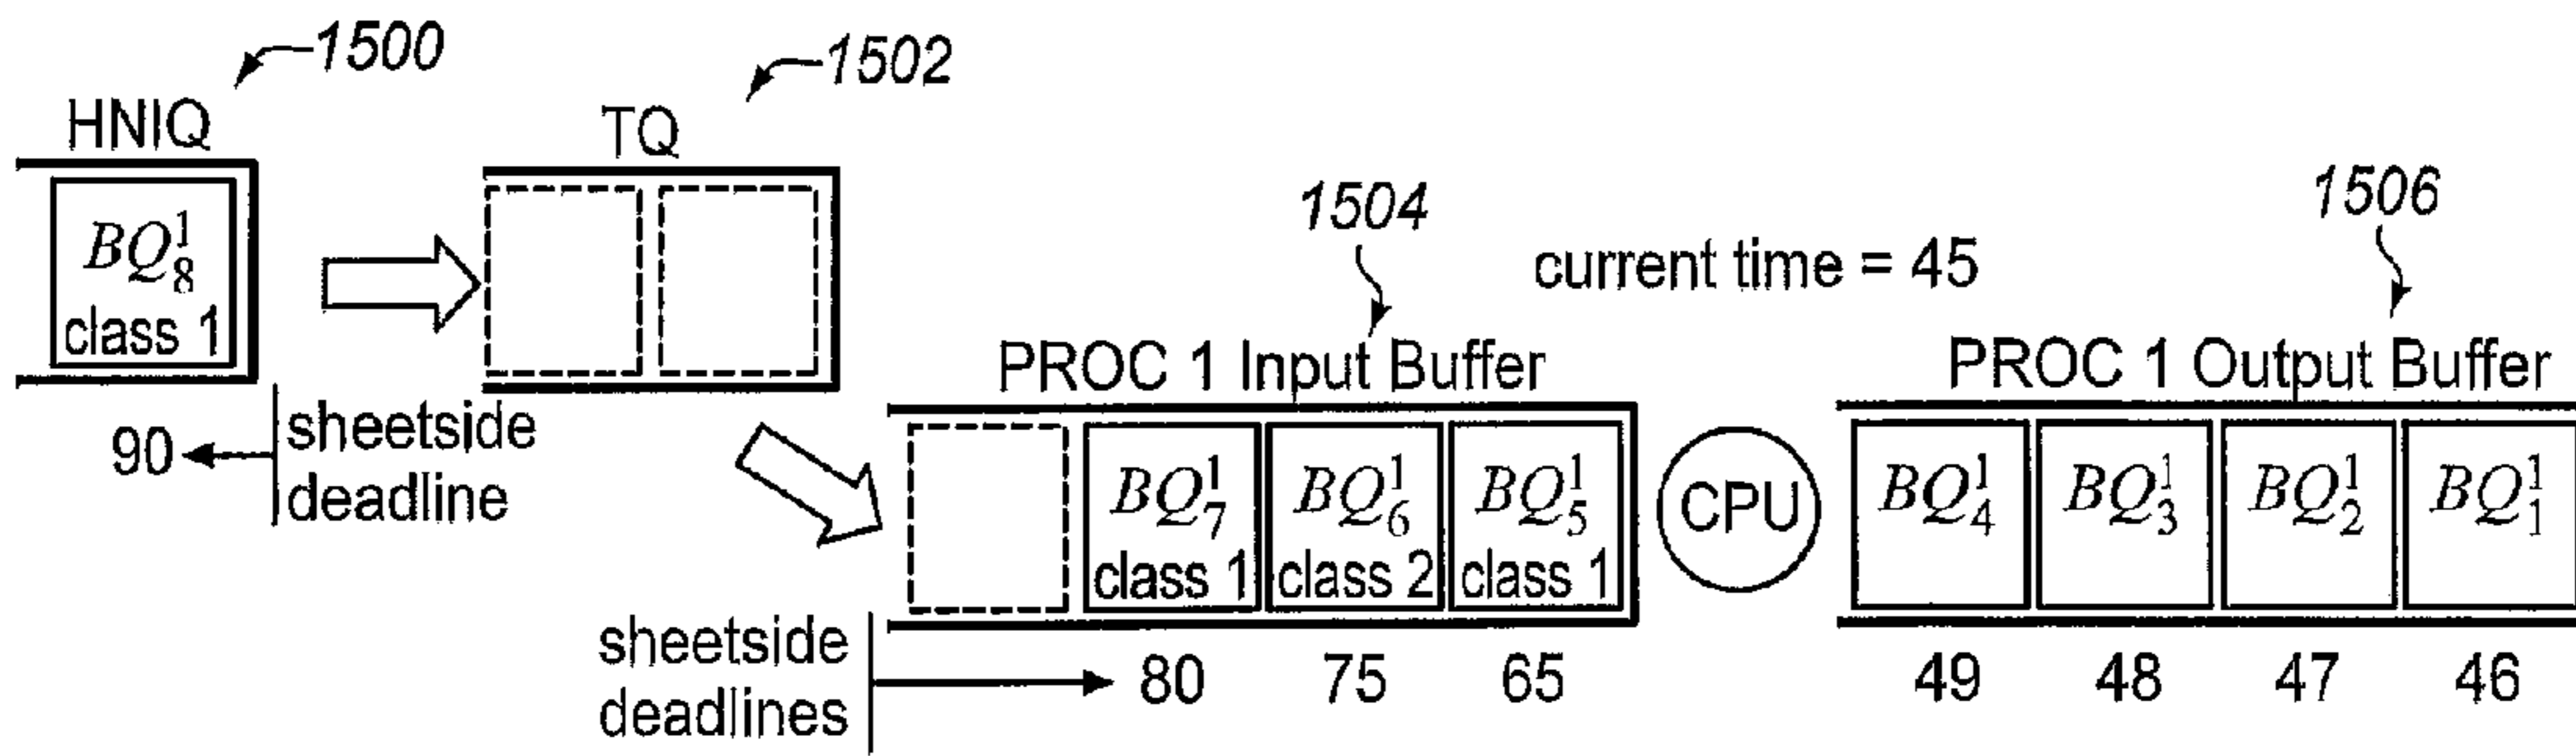 1500
HNIQ
BQ¹₈
class 1
90
sheetside
deadline
1502
TQ
1504
current time = 45
1506
PROC 1 Input Buffer
BQ¹₇
class 1
BQ¹₆
class 2
BQ¹₅
class 1
sheetside
deadlines
80
75
65
CPU
PROC 1 Output Buffer
BQ¹₄
BQ¹₃
BQ¹₂
BQ¹₁
49
48
47
46